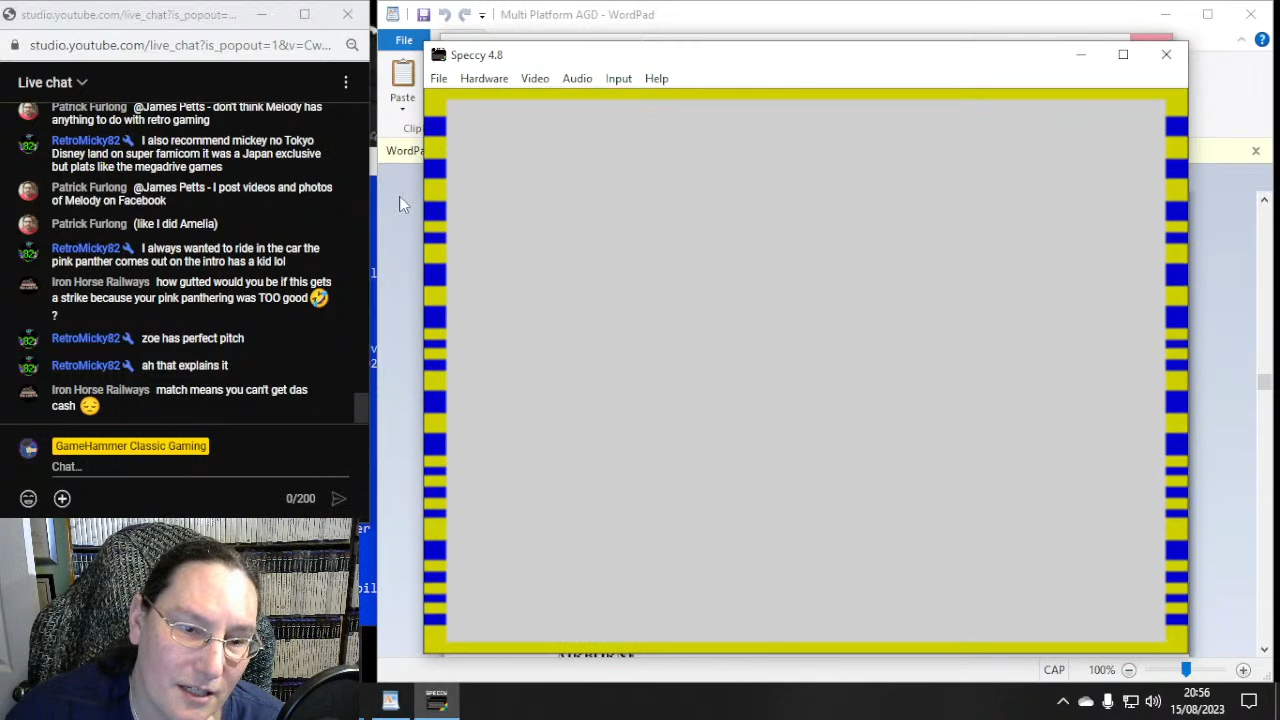 studio.youtube.com/live_chat?is_popout=...
studio.youtube.com/live_chat?is_popout=1&v=Cw...
Live chat
Patrick Furlong @James Petts - don't think Melody has
anything to do with retro gaming
RetroMicky82 I also recommend mickey no Tokyo
Disney land on super famicom it was a Japan exclusive
but plats like the megadrive games
Patrick Furlong @James Petts - I post videos and photos
of Melody on Facebook
Patrick Furlong (like I did Amelia)
RetroMicky82 I always wanted to ride in the car the
pink panther comes out on the intro has a kid lol
Iron Horse Railways how gutted would you be if this gets
a strike because your pink panthering was TOO good
?
RetroMicky82 zoe has perfect pitch
RetroMicky82 ah that explains it
Iron Horse Railways match means you can't get das
cash
GameHammer Classic Gaming
Chat...
0/200
Multi Platform AGD - WordPad
File
Paste
Clip
WordPa
Speccy 4.8
File Hardware Video Audio Input Help
CAP 100%
SPECCY
20:56
15/08/2023